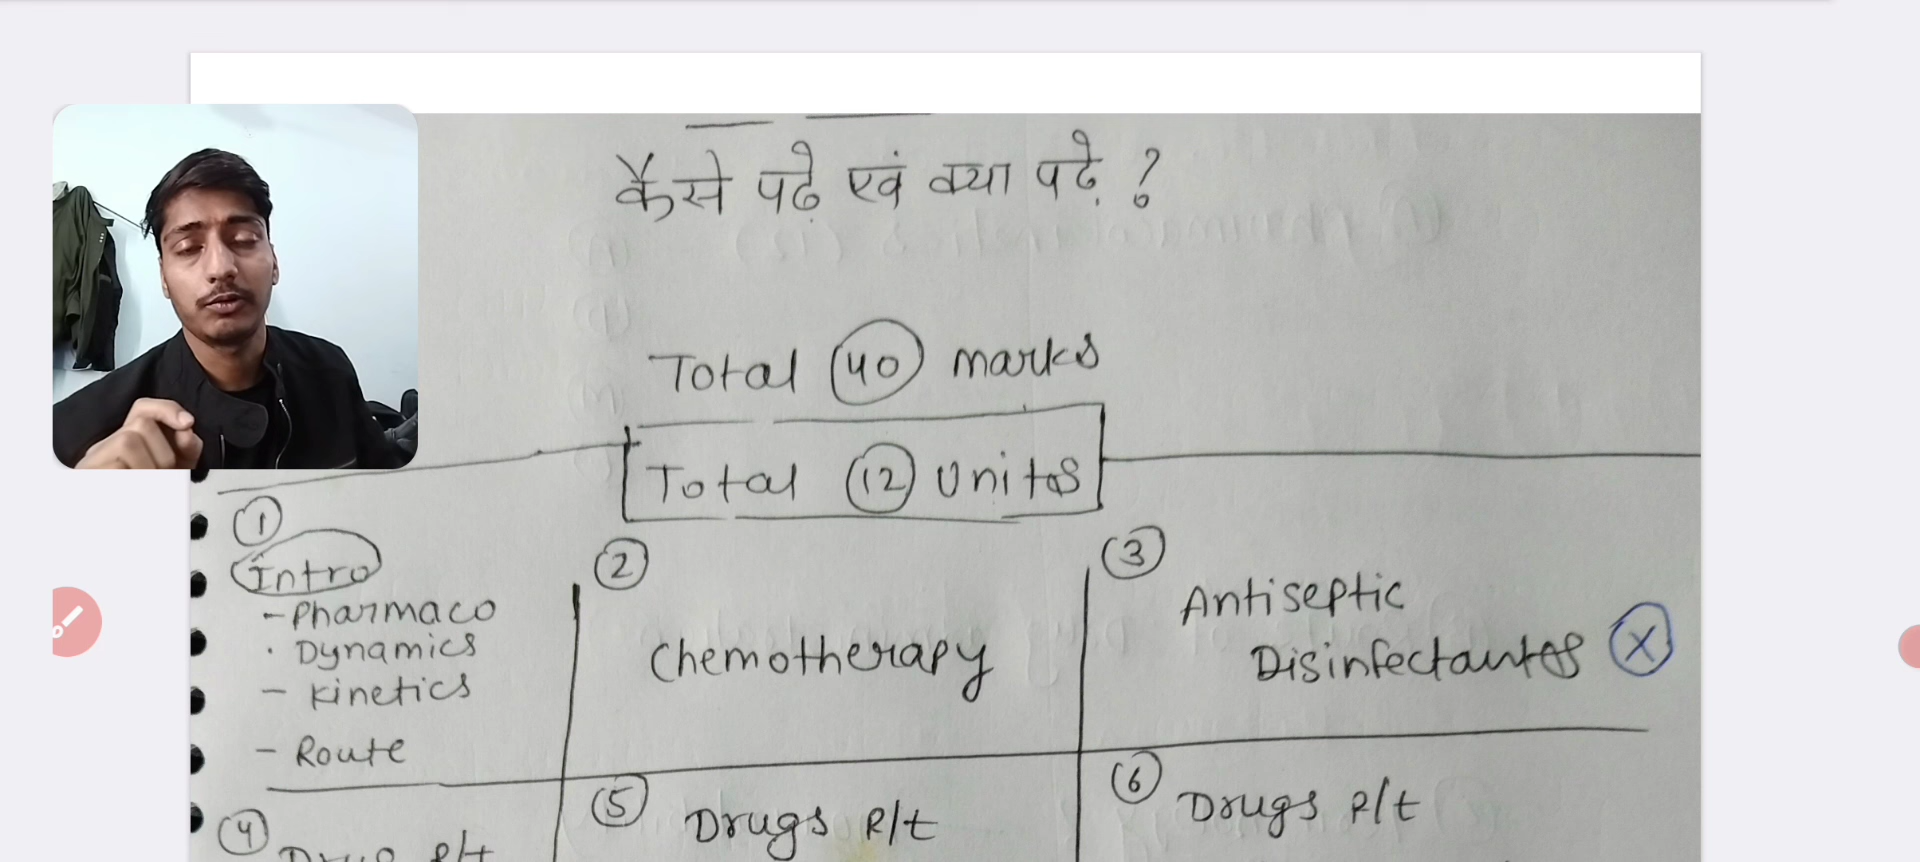 कैसे पढ़े एवं क्या पढ़े ?
Total 40 marks
Total 12 Units
1
Intro
- Pharmaco
· Dynamics
- kinetics
- Route
2
Chemotherapy
3
Antiseptic
Disinfectantes X
4
5
Drugs R/t
6
Drugs R/t